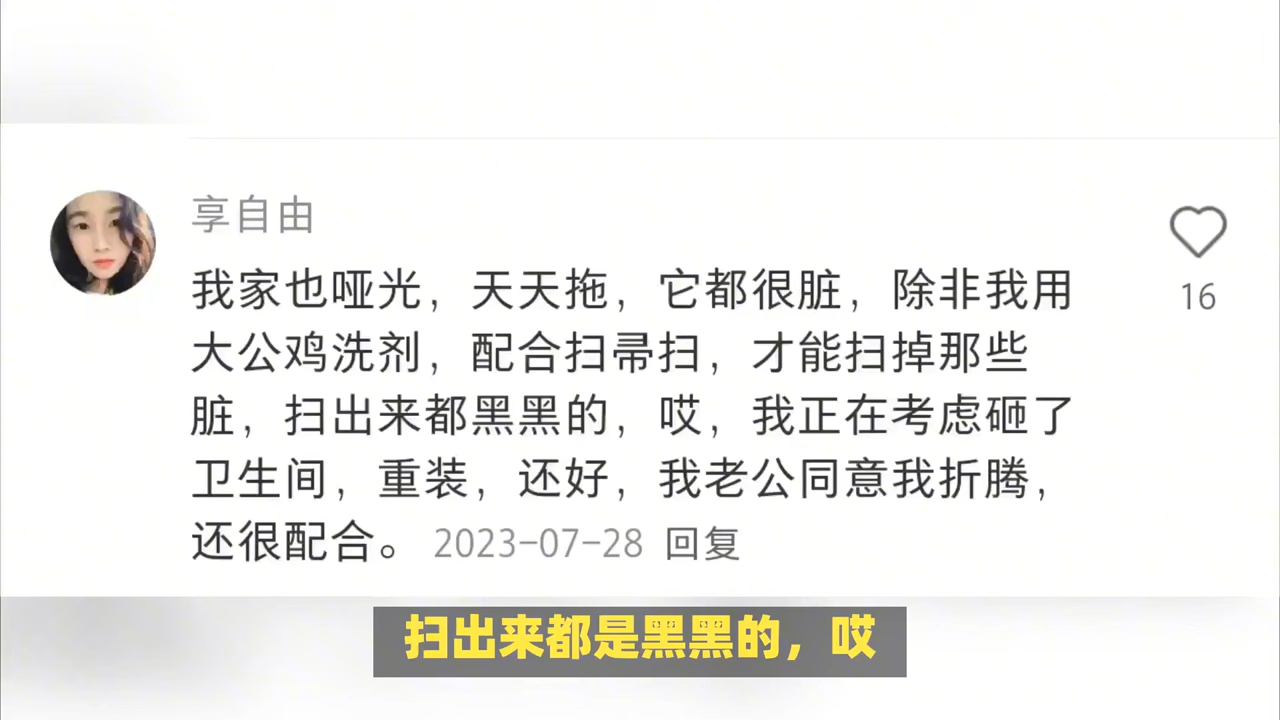 享自由
我家也哑光，天天拖，它都很脏，除非我用
大公鸡洗剂，配合扫帚扫，才能扫掉那些
脏，扫出来都黑黑的，哎，我正在考虑砸了
卫生间，重装，还好，我老公同意我折腾，
还很配合。 2023-07-28 回复
16
扫出来都是黑黑的，哎